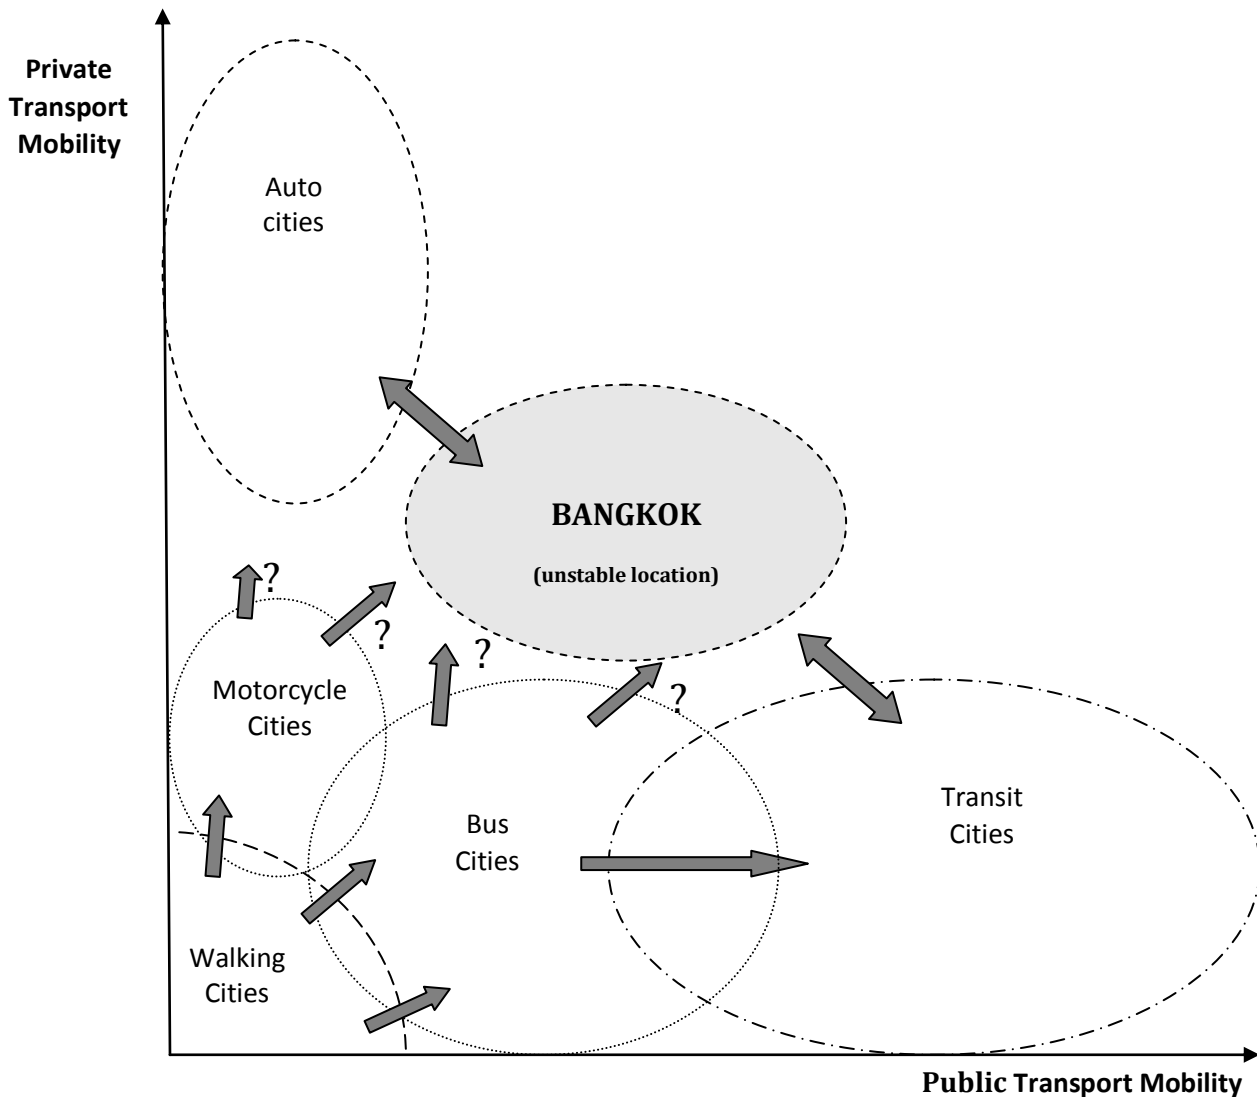 Private
Transport
Mobility
Auto
cities
BANGKOK
(unstable location)
?
?
?
?
Motorcycle
Cities
Bus
Cities
Transit
Cities
Walking
Cities
Public Transport Mobility